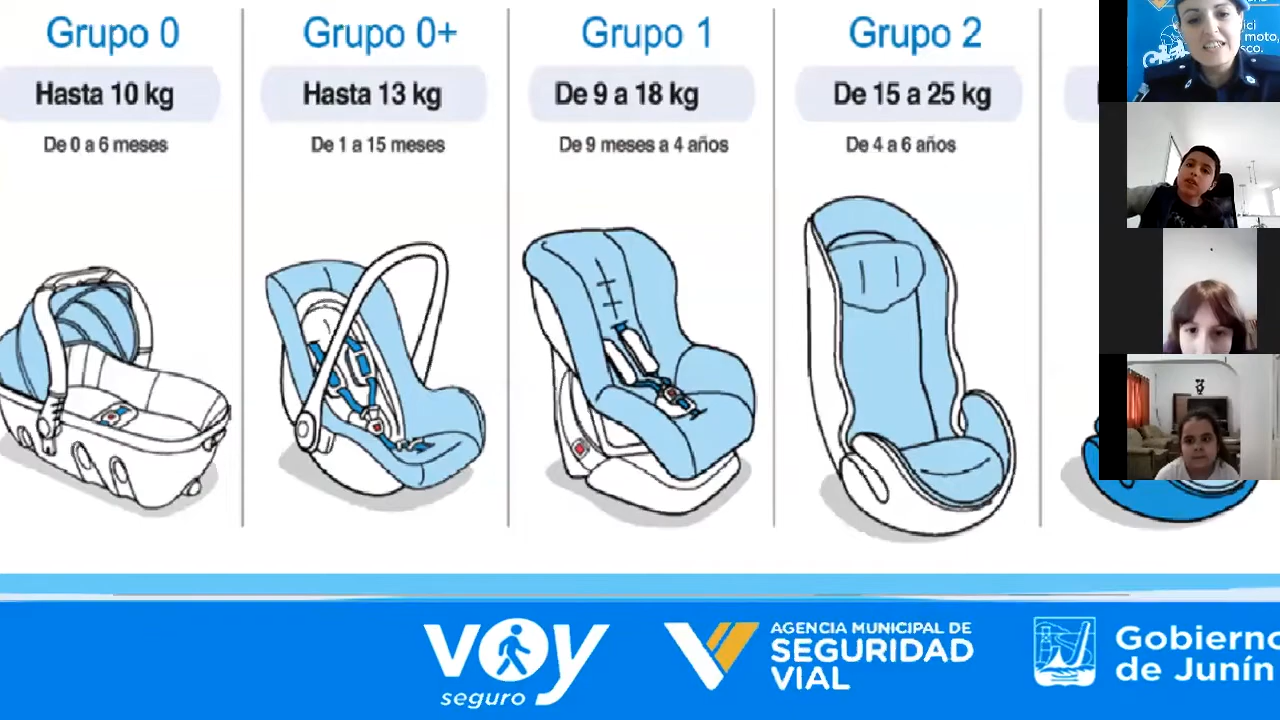 Grupo 0
Hasta 10 kg
De 0 a 6 meses
Grupo 0+
Hasta 13 kg
De 1 a 15 meses
Grupo 1
De 9 a 18 kg
De 9 meses a 4 años
Grupo 2
De 15 a 25 kg
De 4 a 6 años
moto,
voy
seguro
AGENCIA MUNICIPAL DE
SEGURIDAD
VIAL
Gobierno
de Junín